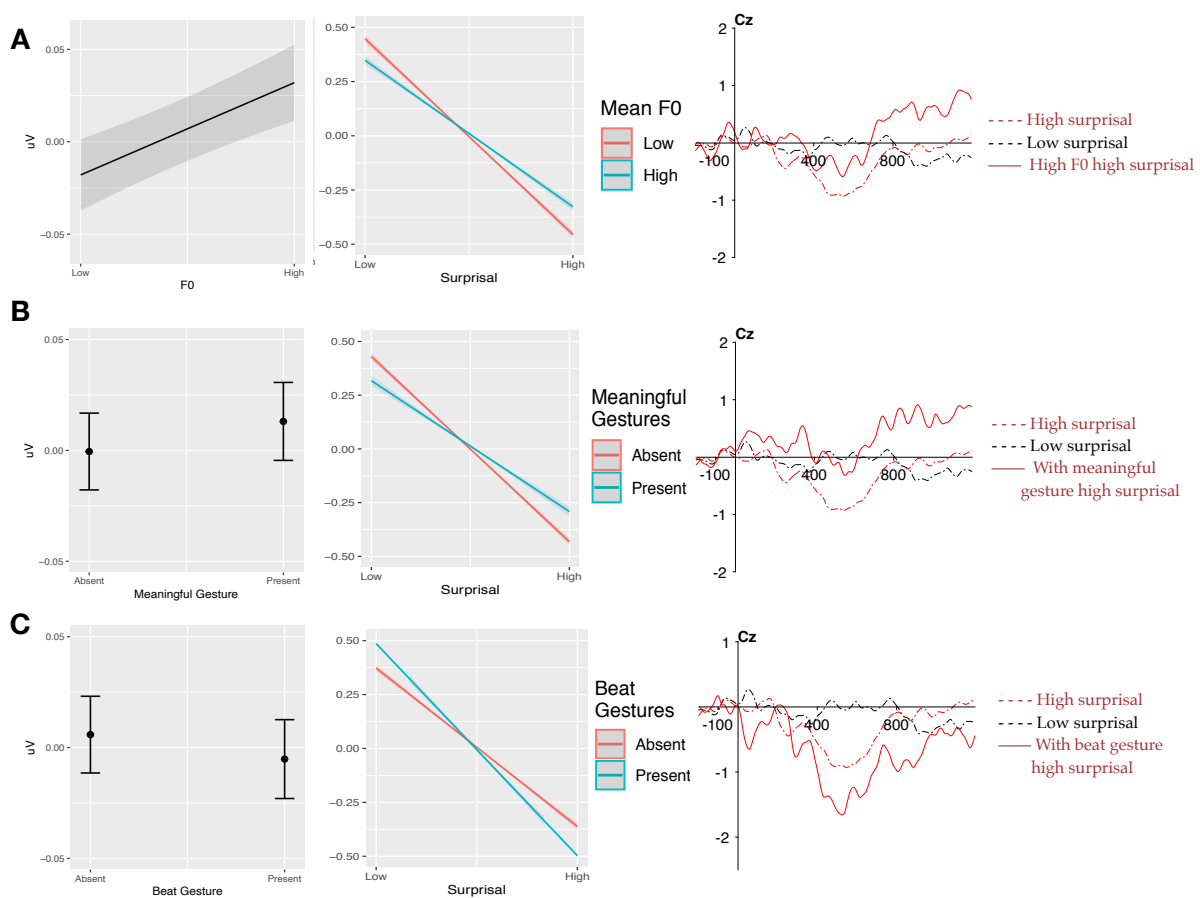 A
0.05
0.00
−0.05
uV
Low
High
F0
0.50
0.25
0.00
−0.25
−0.50
Low
High
Surprisal
Mean F0
Low
High
Cz
2
1
-1
-2
-100
400
800
High surprisal
Low surprisal
High F0 high surprisal
B
0.05
0.00
−0.05
uV
Absent
Present
Meaningful Gesture
0.50
0.25
0.00
−0.25
−0.50
Low
High
Surprisal
Meaningful
Gestures
Absent
Present
Cz
2
1
-1
-2
-100
400
800
High surprisal
Low surprisal
With meaningful
gesture high surprisal
C
0.05
0.00
−0.05
uV
Absent
Present
Beat Gesture
0.50
0.25
0.00
−0.25
−0.50
Low
High
Surprisal
Beat
Gestures
Absent
Present
Cz
1
-1
-2
-100
400
800
High surprisal
Low surprisal
With beat gesture
high surprisal